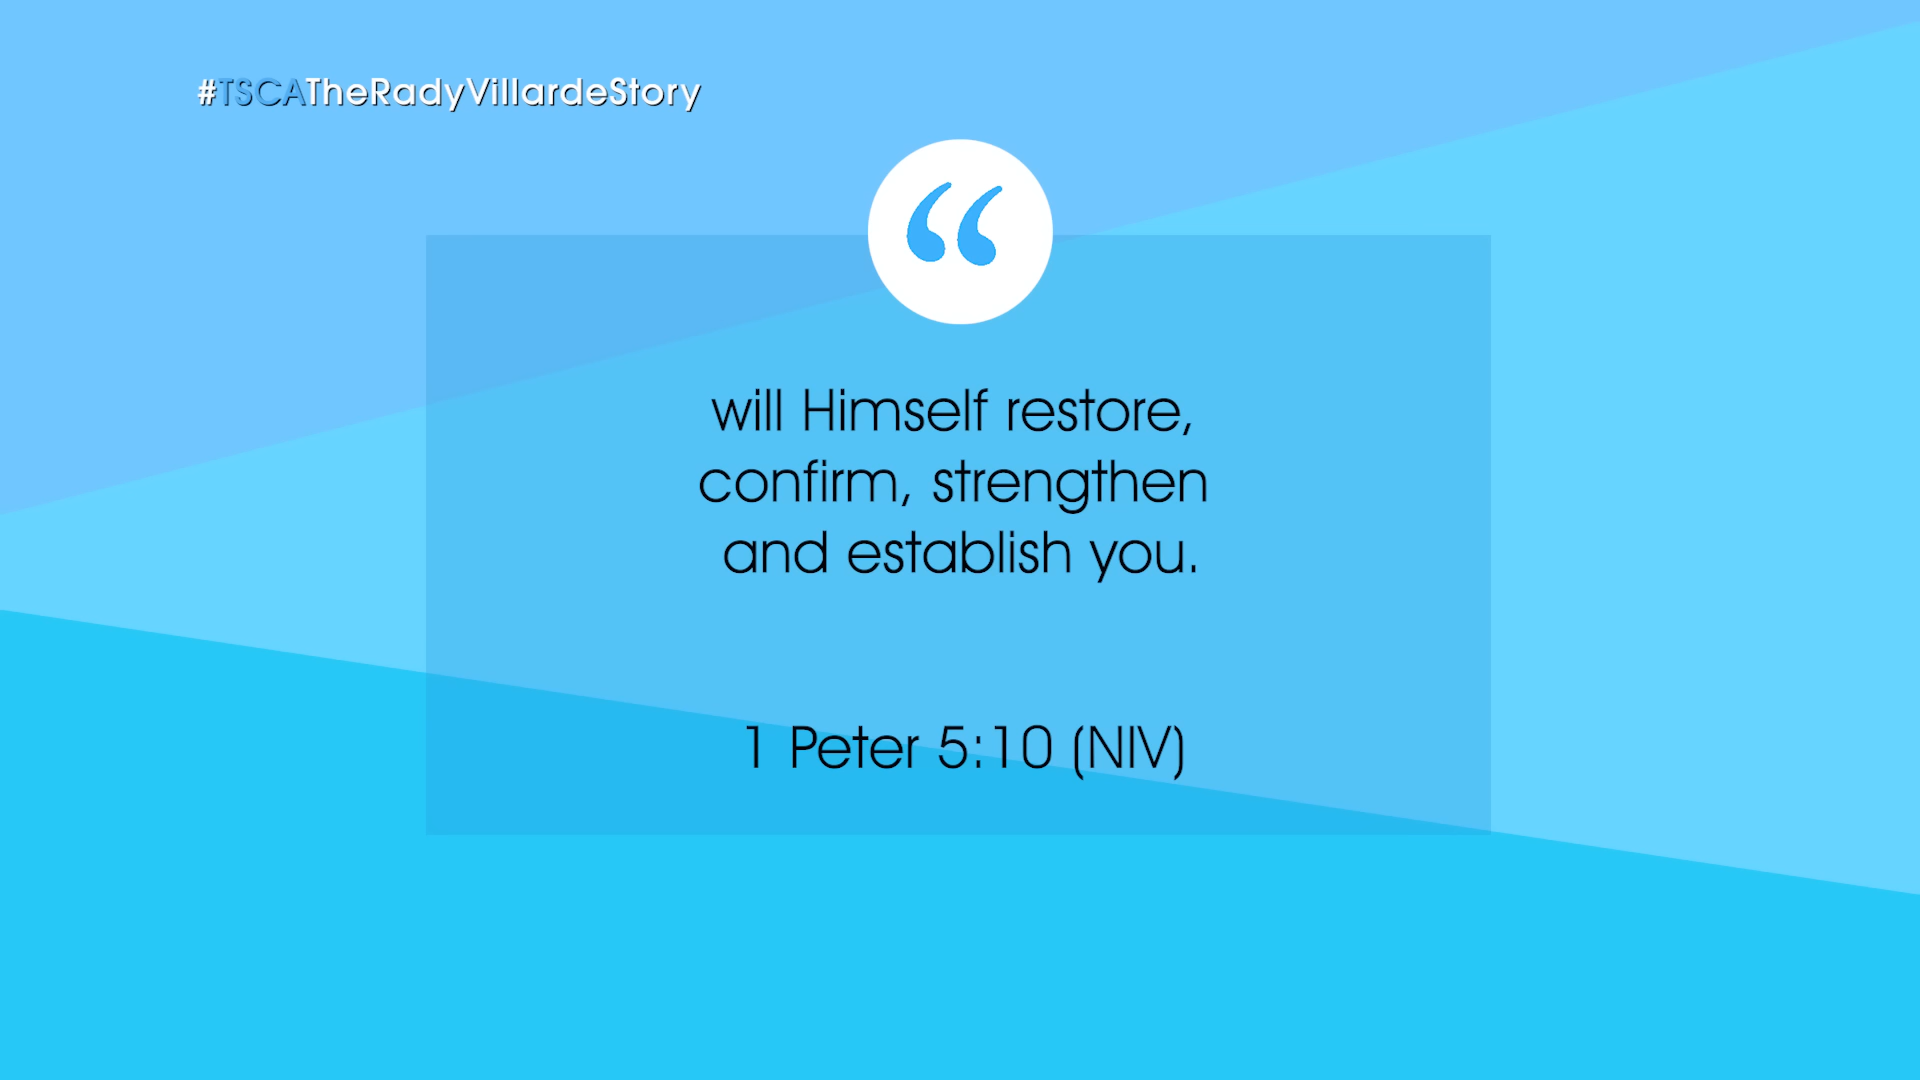 #TSCATheRadyVillardeStory
“
will Himself restore,
confirm, strengthen
and establish you.
1 Peter 5:10 (NIV)